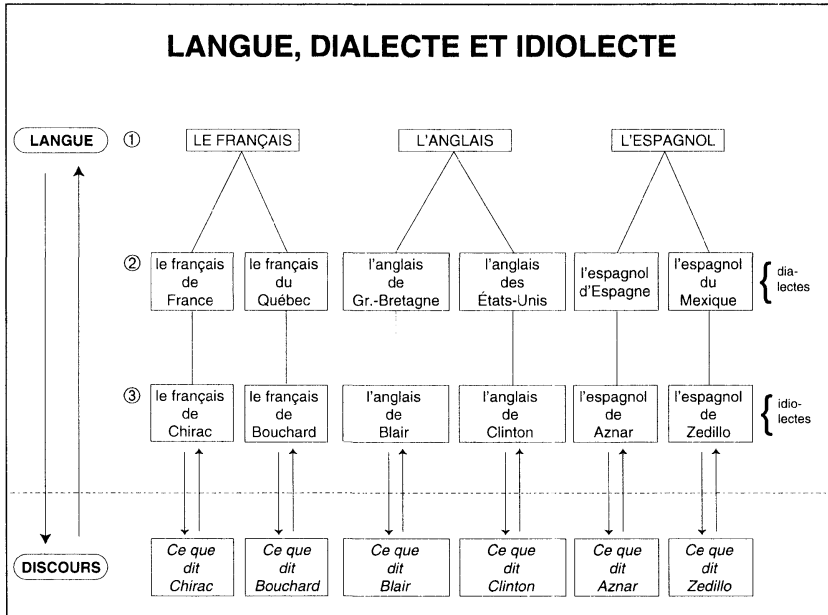 LANGUE, DIALECTE ET IDIOLECTE
LANGUE
①
LE FRANÇAIS
L'ANGLAIS
L'ESPAGNOL
②
le français
de
France
le français
du
Québec
l'anglais
de
Gr.-Bretagne
l'anglais
des
États-Unis
l'espagnol
d'Espagne
l'espagnol
du
Mexique
{ dia-
lectes
③
le français
de
Chirac
le français
de
Bouchard
l'anglais
de
Blair
l'anglais
de
Clinton
l'espagnol
de
Aznar
l'espagnol
de
Zedillo
{ idio-
lectes
DISCOURS
Ce que
dit
Chirac
Ce que
dit
Bouchard
Ce que
dit
Blair
Ce que
dit
Clinton
Ce que
dit
Aznar
Ce que
dit
Zedillo